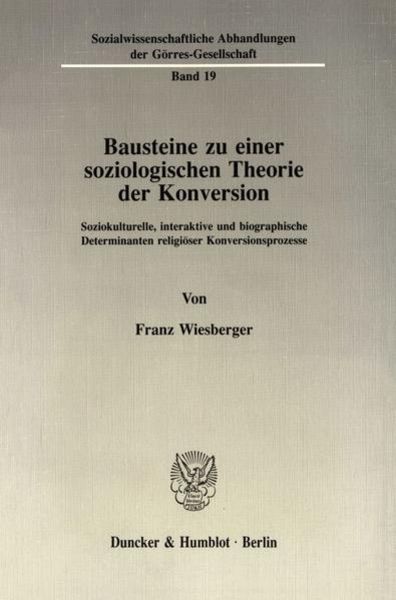 Sozialwissenschaftliche Abhandlungen
der Görres-Gesellschaft
Band 19
Bausteine zu einer
soziologischen Theorie
der Konversion
Soziokulturelle, interaktive und biographische
Determinanten religiöser Konversionsprozesse
Von
Franz Wiesberger
Duncker & Humblot · Berlin